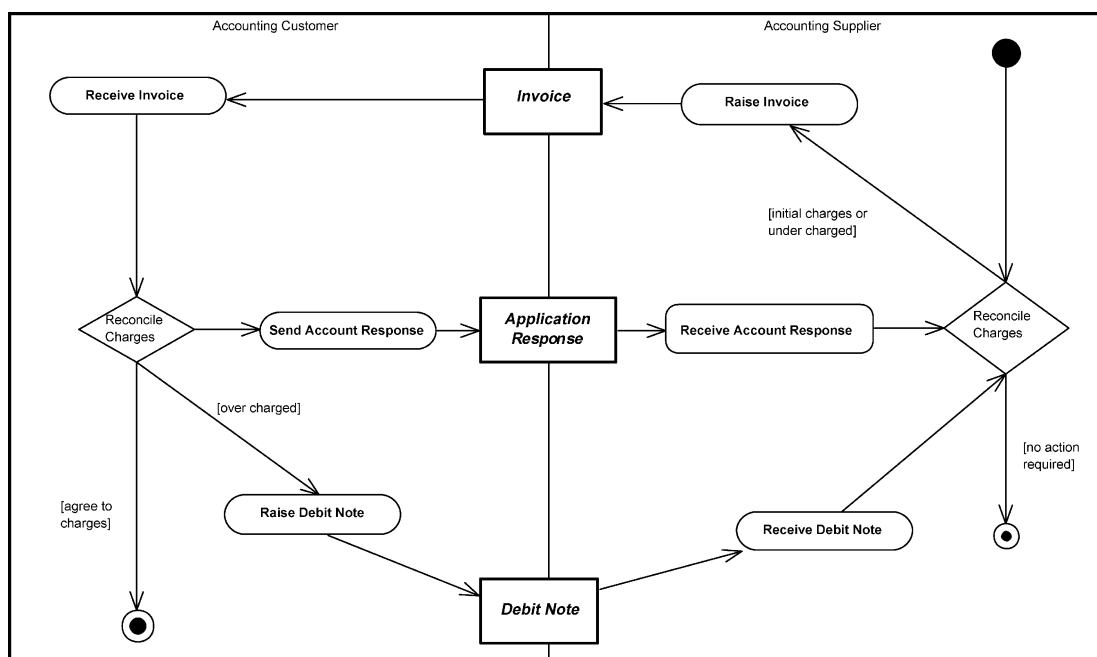 Accounting Customer
Accounting Supplier
Receive Invoice
Invoice
Raise Invoice
[initial charges or
under charged]
Reconcile
Charges
Send Account Response
Application
Response
Receive Account Response
Reconcile
Charges
[over charged]
[no action
required]
[agree to
charges]
Raise Debit Note
Receive Debit Note
Debit Note